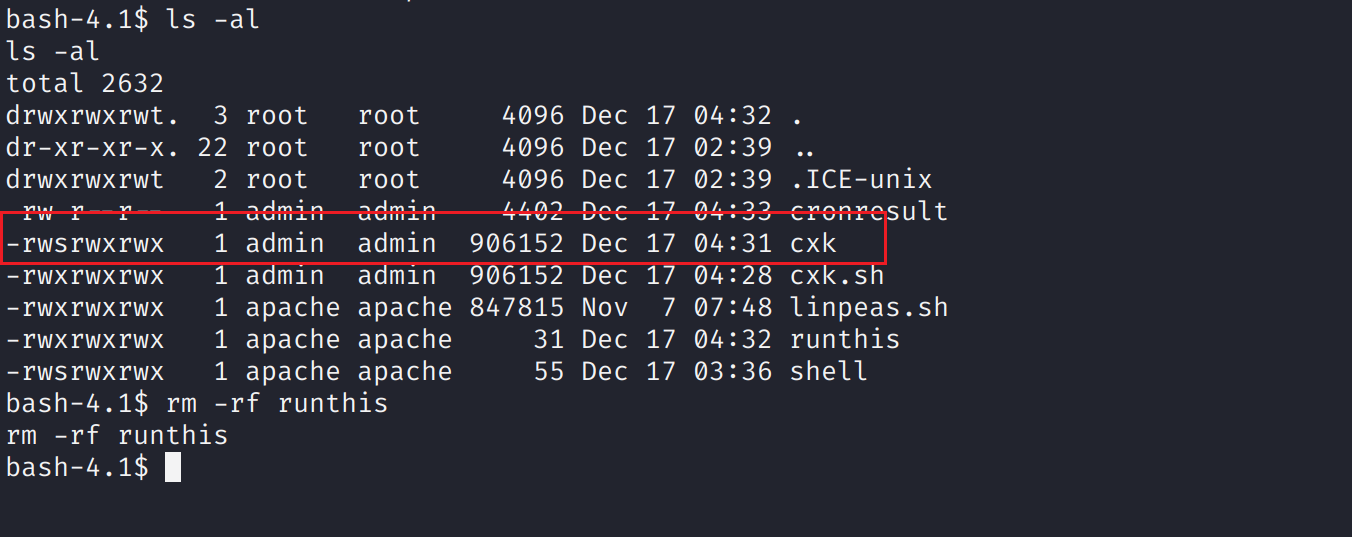 bash-4.1$ ls -al
ls -al
total 2632
drwxrwxrwt.  3 root   root     4096 Dec 17 04:32 .
dr-xr-xr-x. 22 root   root     4096 Dec 17 02:39 ..
drwxrwxrwt   2 root   root     4096 Dec 17 02:39 .ICE-unix
-rw-r--r--   1 admin  admin    4402 Dec 17 04:33 cronresult
-rwsrwxrwx   1 admin  admin  906152 Dec 17 04:31 cxk
-rwxrwxrwx   1 admin  admin  906152 Dec 17 04:28 cxk.sh
-rwxrwxrwx   1 apache apache 847815 Nov  7 07:48 linpeas.sh
-rwxrwxrwx   1 apache apache     31 Dec 17 04:32 runthis
-rwsrwxrwx   1 apache apache     55 Dec 17 03:36 shell
bash-4.1$ rm -rf runthis
rm -rf runthis
bash-4.1$